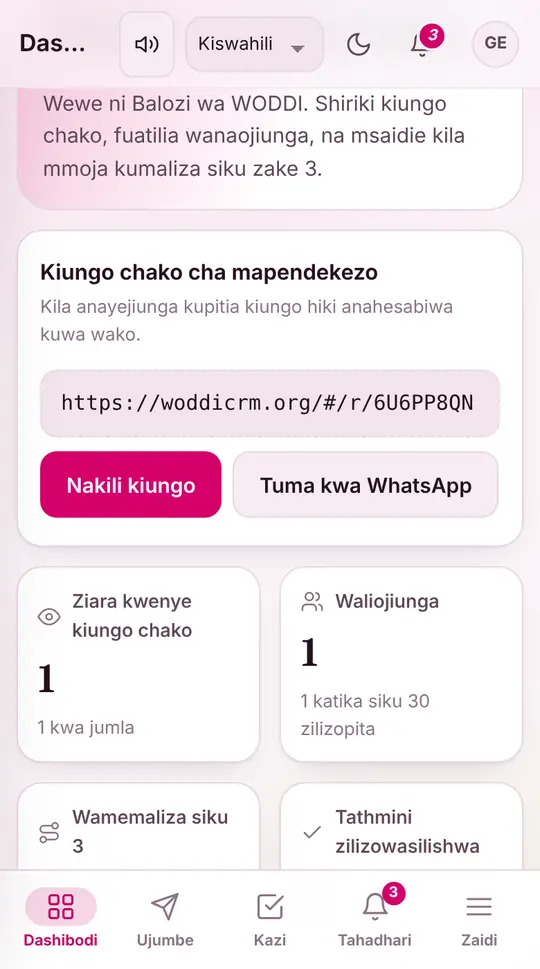 Das...
Kiswahili
3
GE
Wewe ni Balozi wa WODDI. Shiriki kiungo
chako, fuatilia wanaojiunga, na msaidie kila
mmoja kumaliza siku zake 3.
Kiungo chako cha mapendekezo
Kila anayejiunga kupitia kiungo hiki anahesabiwa
kuwa wako.
https://woddicrm.org/#/r/6U6PP8QN
Nakili kiungo
Tuma kwa WhatsApp
Ziara kwenye
kiungo chako
1
1 kwa jumla
Waliojiunga
1
1 katika siku 30
zilizopita
Wamemaliza siku
3
Tathmini
zilizowasilishwa
Dashibodi
Ujumbe
Kazi
3
Tahadhari
Zaidi